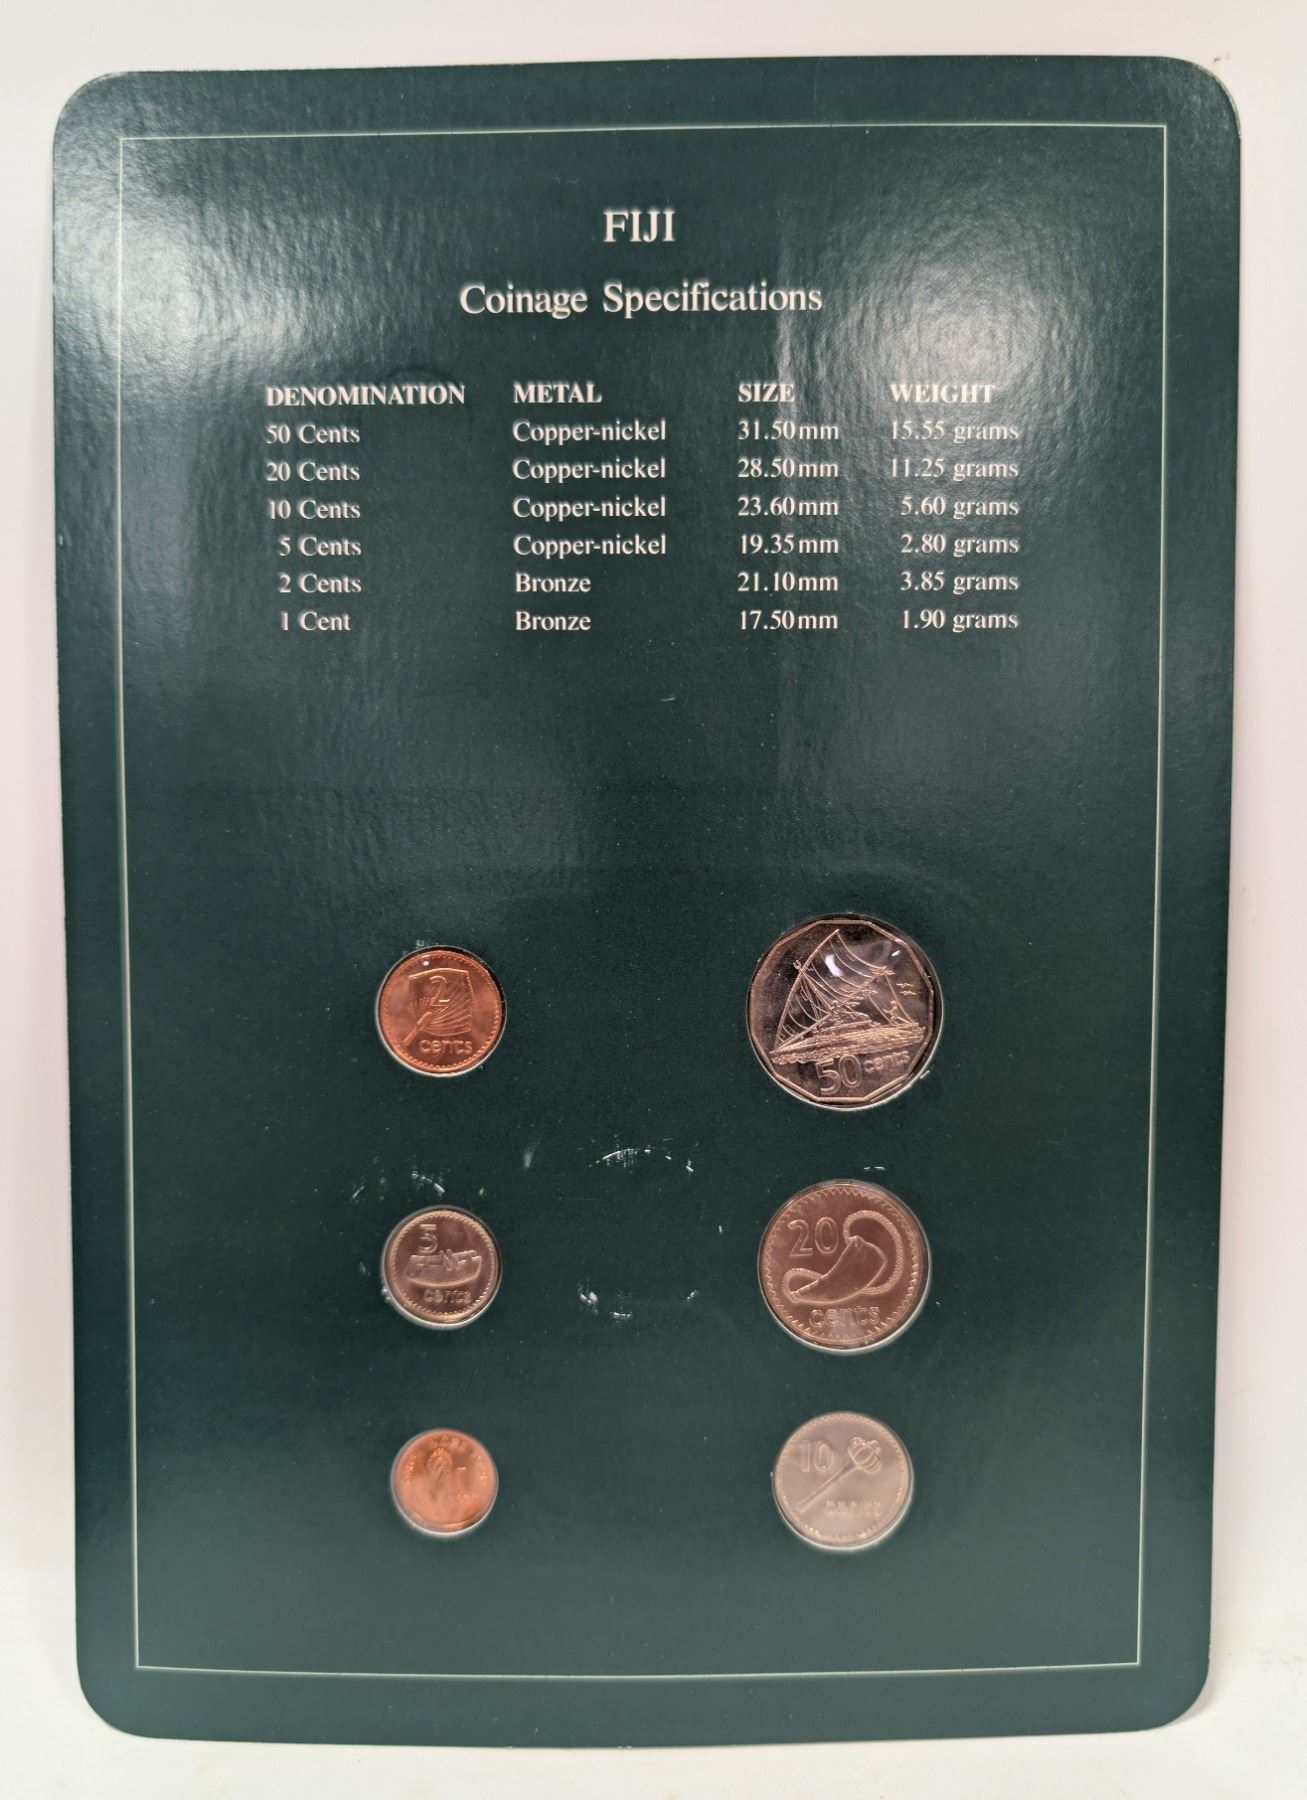 FIJI
Coinage Specifications
DENOMINATION METAL SIZE WEIGHT
50 Cents Copper-nickel 31.50mm 15.55 grams
20 Cents Copper-nickel 28.50mm 11.25 grams
10 Cents Copper-nickel 23.60mm 5.60 grams
5 Cents Copper-nickel 19.35mm 2.80 grams
2 Cents Bronze 21.10mm 3.85 grams
1 Cent Bronze 17.50mm 1.90 grams
2
cents
50 cents
5
cents
20
cents
1
10
cents